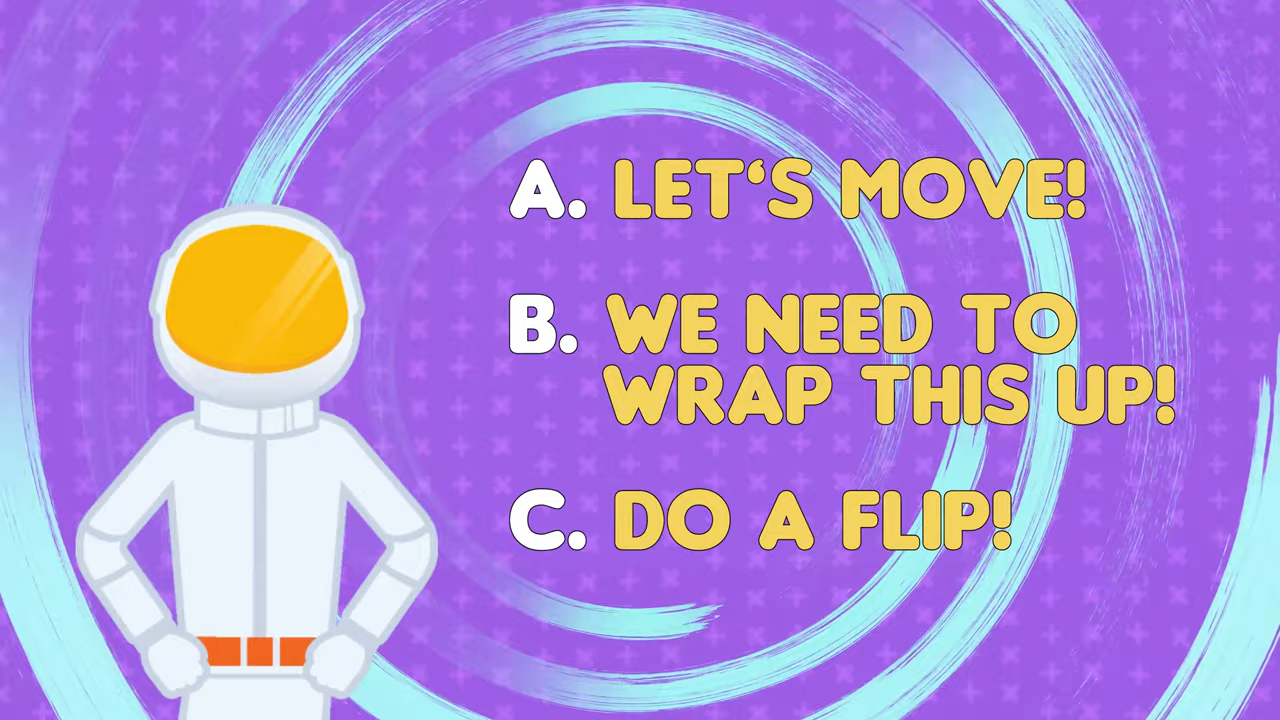 A. LET‘S MOVE!
B. WE NEED TO
WRAP THIS UP!
C. DO A FLIP!